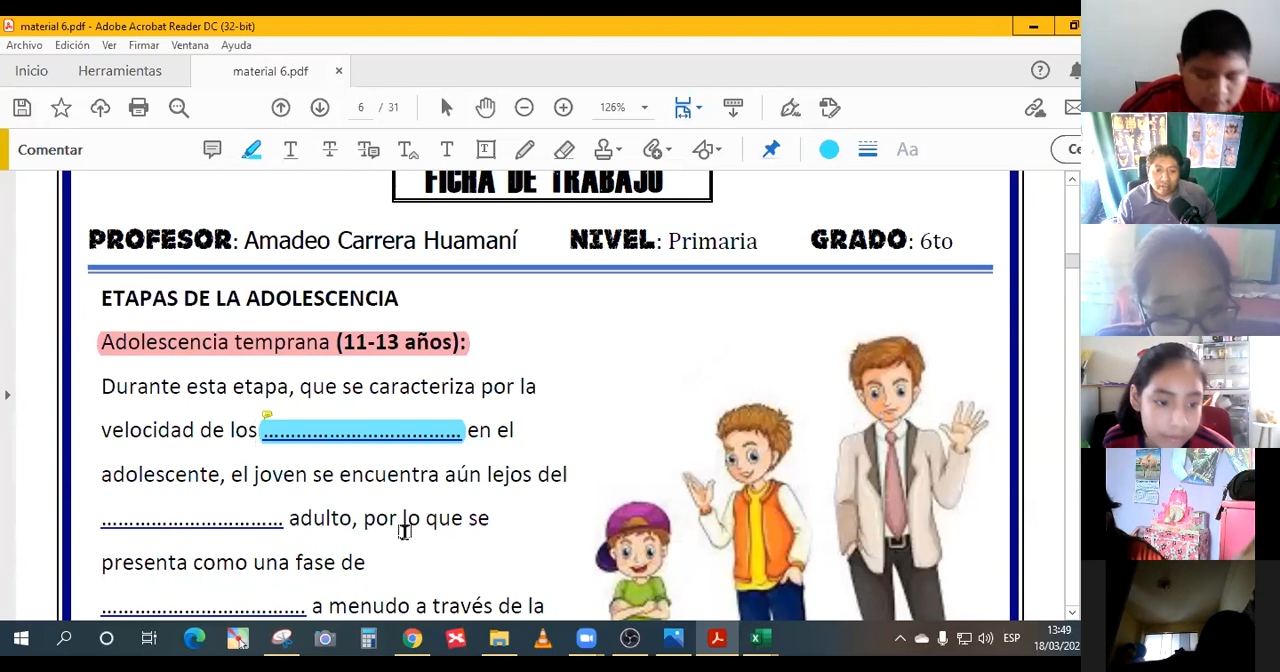 material 6.pdf - Adobe Acrobat Reader DC (32-bit)
Archivo Edición Ver Firmar Ventana Ayuda
Inicio Herramientas material 6.pdf
6 / 31 126%
Comentar
FICHA DE TRABAJO
PROFESOR: Amadeo Carrera Huamaní NIVEL: Primaria GRADO: 6to
ETAPAS DE LA ADOLESCENCIA
Adolescencia temprana (11-13 años):
Durante esta etapa, que se caracteriza por la
velocidad de los ……………………………… en el
adolescente, el joven se encuentra aún lejos del
…………………………… adulto, por lo que se
presenta como una fase de
……………………………… a menudo a través de la
ESP
13:49
18/03/202